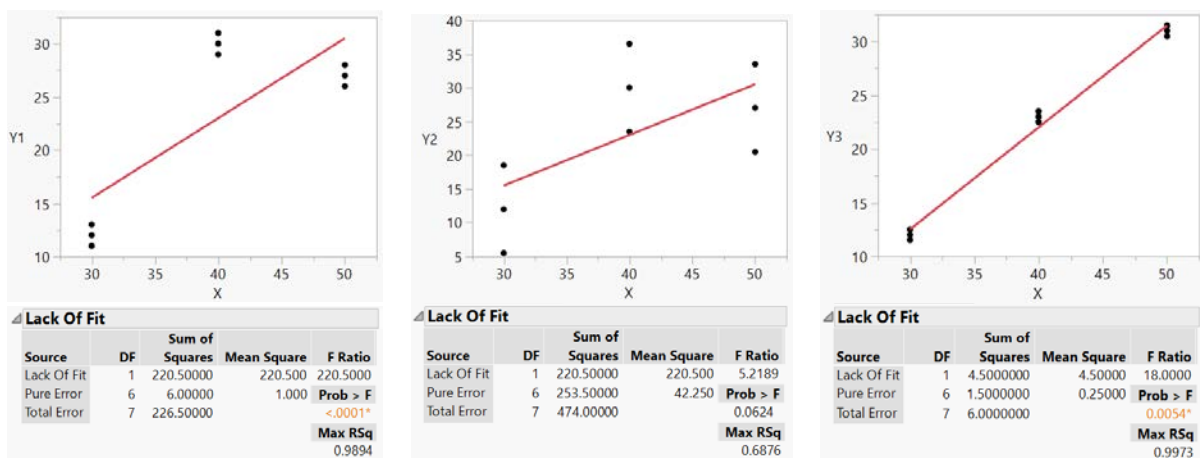 30
25
Y1
20
15
10
30 35 40 45 50
X
Lack Of Fit
Sum of
Source DF Squares Mean Square F Ratio
Lack Of Fit 1 220.50000 220.500 220.5000
Pure Error 6 6.00000 1.000 Prob > F
Total Error 7 226.50000 <.0001*
Max RSq
0.9894
40
35
30
25
Y2
20
15
10
5
30 35 40 45 50
X
Lack Of Fit
Sum of
Source DF Squares Mean Square F Ratio
Lack Of Fit 1 220.50000 220.500 5.2189
Pure Error 6 253.50000 42.250 Prob > F
Total Error 7 474.00000 0.0624
Max RSq
0.6876
30
25
Y3
20
15
10
30 35 40 45 50
X
Lack Of Fit
Sum of
Source DF Squares Mean Square F Ratio
Lack Of Fit 1 4.5000000 4.50000 18.0000
Pure Error 6 1.5000000 0.25000 Prob > F
Total Error 7 6.0000000 0.0054*
Max RSq
0.9973